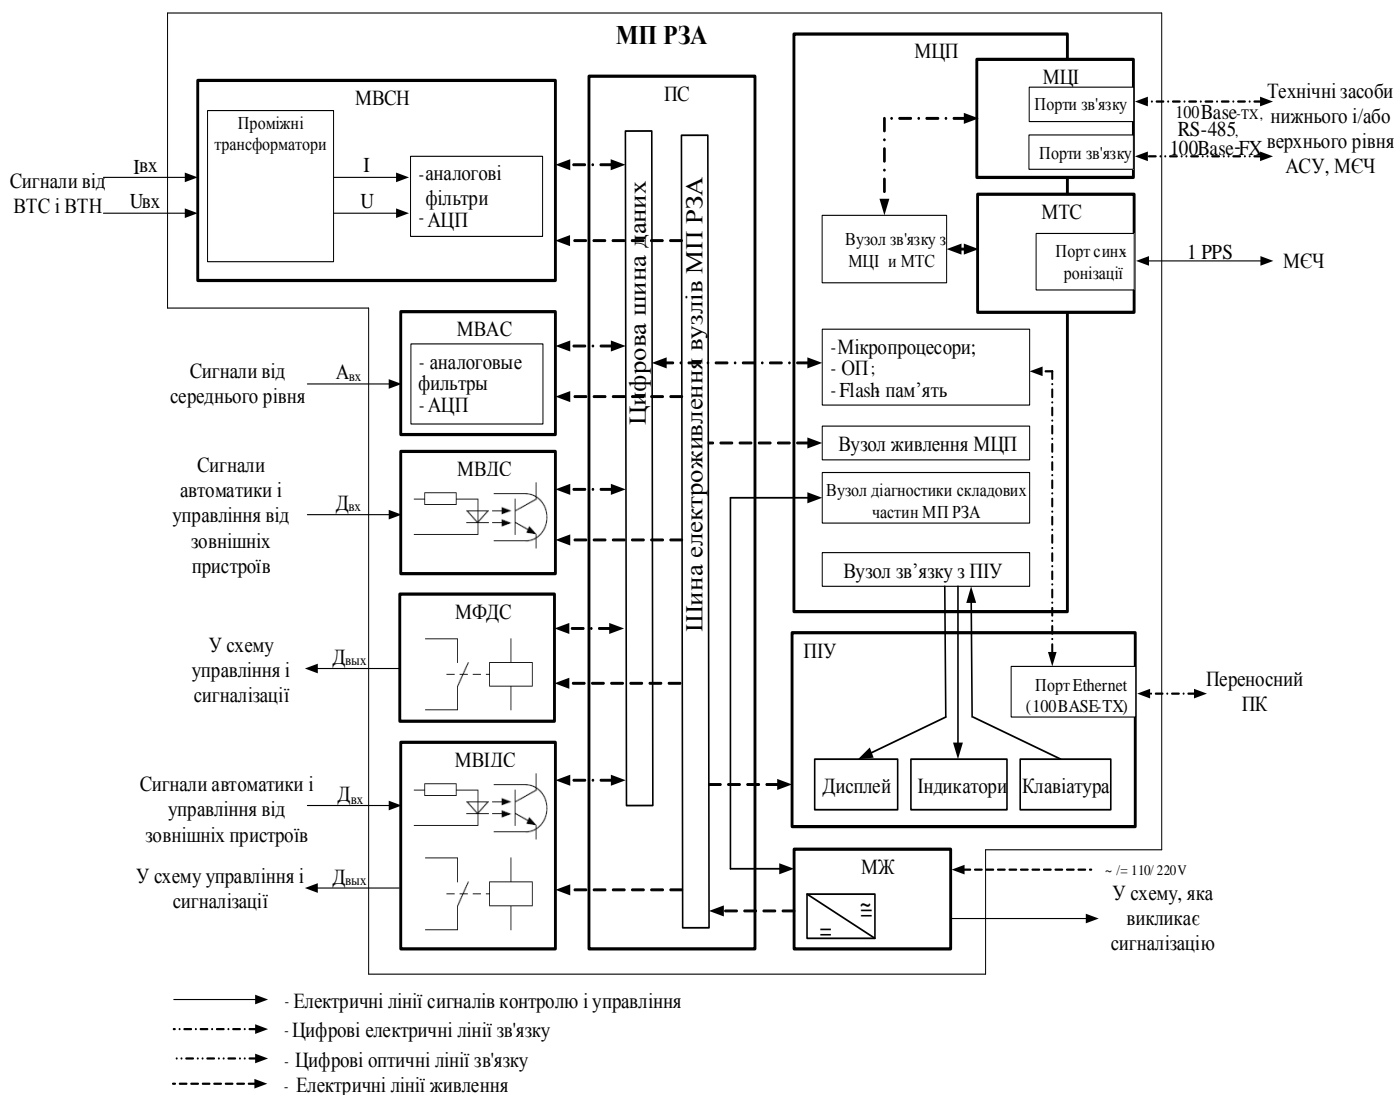 МП РЗА
МВСН
Проміжні
трансформатори
I
U
-аналогові
фільтри
- АЦП
Сигнали від
ВТС і ВТН
Iвх
Uвх
ПС
Цифрова шина даних
Шина електроживлення вузлів МП РЗА
МЦП
МЦІ
Порти зв'язку
Порти зв'язку
100Base-тх,
RS-485,
100Base-FX
Технічні засоби
нижнього і/або
верхнього рівня
АСУ, МЄЧ
МТС
Порт синх
ронізації
1 PPS
МЄЧ
Вузол зв'язку з
МЦІ и МТС
МВАС
- аналоговые
фильтры
- АЦП
Сигнали від
середнього рівня
Aвх
-Мікропроцесори;
- ОП;
- Flash пам’ять
Вузол живлення МЦП
Вузол діагностики складових
частин МП РЗА
Вузол зв’язку з ПІУ
МВДС
Сигнали
автоматики і
управління від
зовнішніх
пристроїв
Двх
МФДС
У схему
управління і
сигналізації
Двых
ПІУ
Порт Ethernet
(100BASE-TX)
Переносний
ПК
Дисплей
Індикатори
Клавіатура
МВІДС
Сигнали автоматики і
управління від
зовнішніх пристроїв
Двх
У схему управління і
сигналізації
Двых
МЖ
~ /= 110/ 220V
У схему, яка
викликає
сигналізацію
- Електричні лінії сигналів контролю і управління
- Цифрові електричні лінії зв'язку
- Цифрові оптичні лінії зв'язку
- Електричні лінії живлення